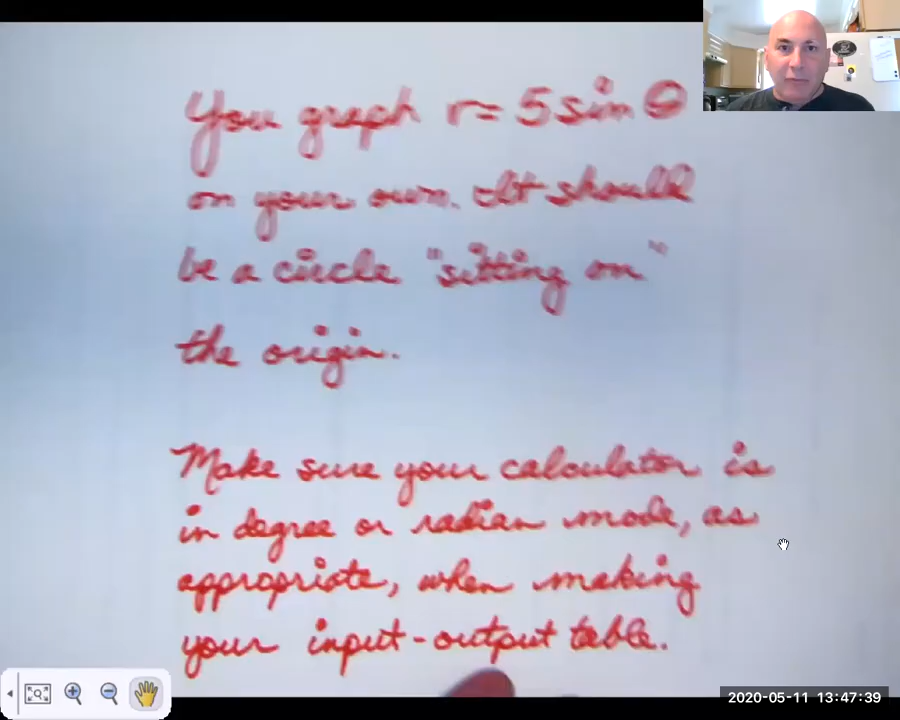 You graph r = 5 sin θ
on your own. It should
be a circle "sitting on"
the origin.
Make sure your calculator is
in degree or radian mode, as
appropriate, when making
your input-output table.
2020-05-11 13:47:39